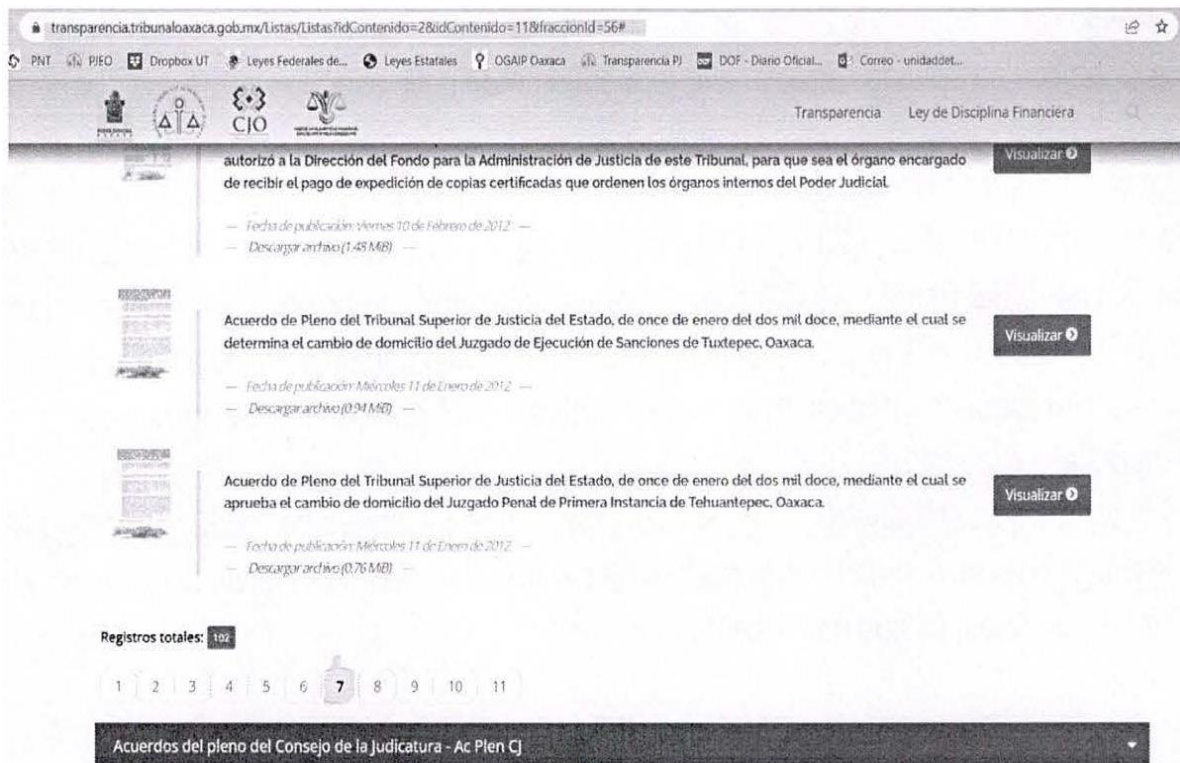 transparencia.tribunaloaxaca.gob.mx/Listas/Listas?idContenido=2&idContenido=11&fraccionId=56#
PNT PJEO Dropbox UT Leyes Federales de... Leyes Estatales OGAIP Oaxaca Transparencia PJ DOF - Diario Oficial... Correo - unidaddet...
CJO
Transparencia Ley de Disciplina Financiera
autorizó a la Dirección del Fondo para la Administración de Justicia de este Tribunal, para que sea el órgano encargado
de recibir el pago de expedición de copias certificadas que ordenen los órganos internos del Poder Judicial.
Visualizar
— Fecha de publicación: Viernes 10 de Febrero de 2012 —
— Descargar archivo (1.48 MiB) —
Acuerdo de Pleno del Tribunal Superior de Justicia del Estado, de once de enero del dos mil doce, mediante el cual se
determina el cambio de domicilio del Juzgado de Ejecución de Sanciones de Tuxtepec, Oaxaca.
Visualizar
— Fecha de publicación: Miércoles 11 de Enero de 2012 —
— Descargar archivo (0.94 MiB) —
Acuerdo de Pleno del Tribunal Superior de Justicia del Estado, de once de enero del dos mil doce, mediante el cual se
aprueba el cambio de domicilio del Juzgado Penal de Primera Instancia de Tehuantepec, Oaxaca.
Visualizar
— Fecha de publicación: Miércoles 11 de Enero de 2012 —
— Descargar archivo (0.76 MiB) —
Registros totales: 102
1 2 3 4 5 6 7 8 9 10 11
Acuerdos del pleno del Consejo de la Judicatura - Ac Plen CJ